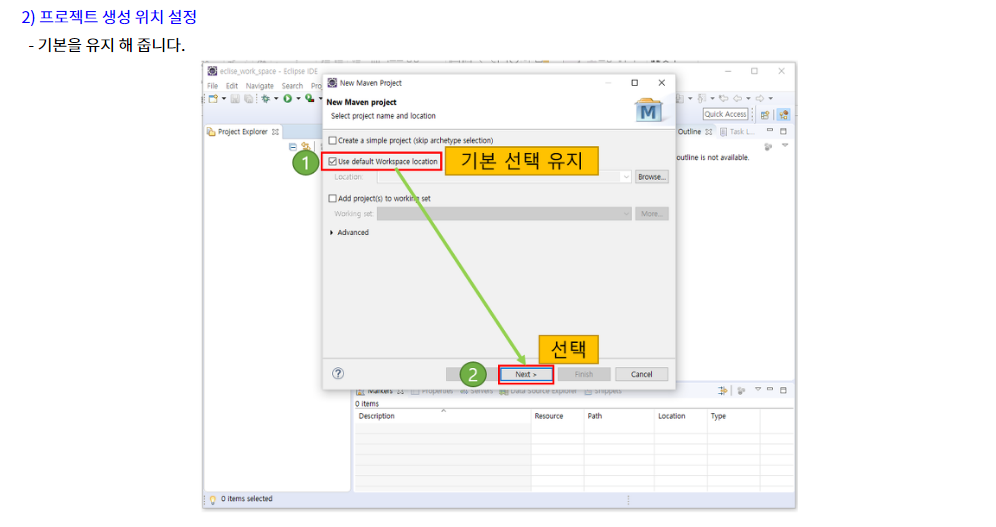 2) 프로젝트 생성 위치 설정
- 기본을 유지 해 줍니다.
eclise_work_space - Eclipse IDE
File Edit Navigate Search Pro
Quick Access
Project Explorer
Outline Task L...
outline is not available.
New Maven Project
New Maven project
Select project name and location
M
Create a simple project (skip archetype selection)
1
Use default Workspace location
기본 선택 유지
Location:
Browse...
Add project(s) to working set
Working set:
More...
Advanced
선택
?
2
Next >
Finish
Cancel
Markers Properties Servers Data Source Explorer Snippets
0 items
Description Resource Path Location Type
0 items selected